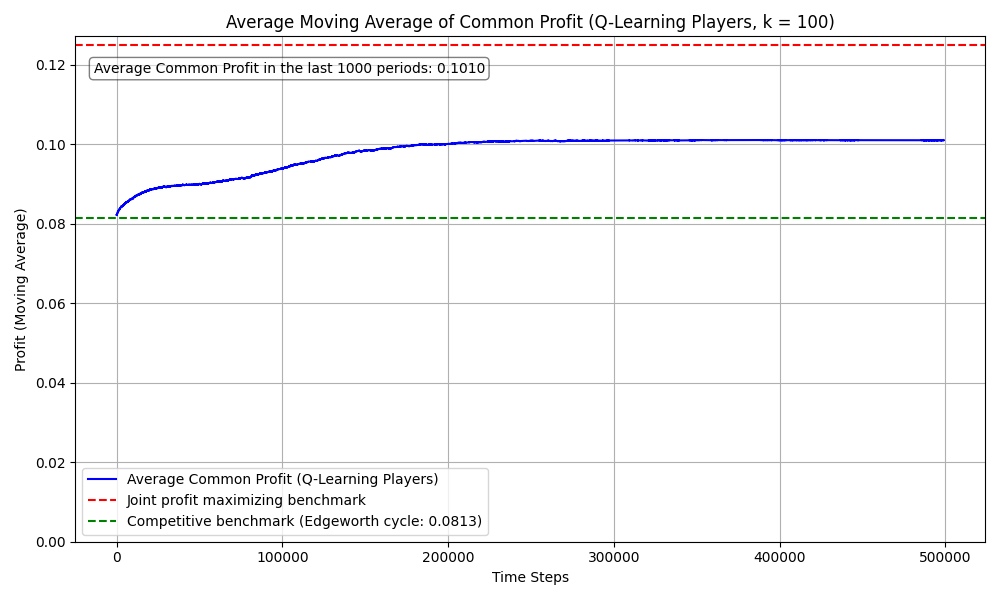 Average Moving Average of Common Profit (Q-Learning Players, k = 100)
Average Common Profit in the last 1000 periods: 0.1010
Profit (Moving Average)
0.12
0.10
0.08
0.06
0.04
0.02
0.00
Average Common Profit (Q-Learning Players)
Joint profit maximizing benchmark
Competitive benchmark (Edgeworth cycle: 0.0813)
0 100000 200000 300000 400000 500000
Time Steps